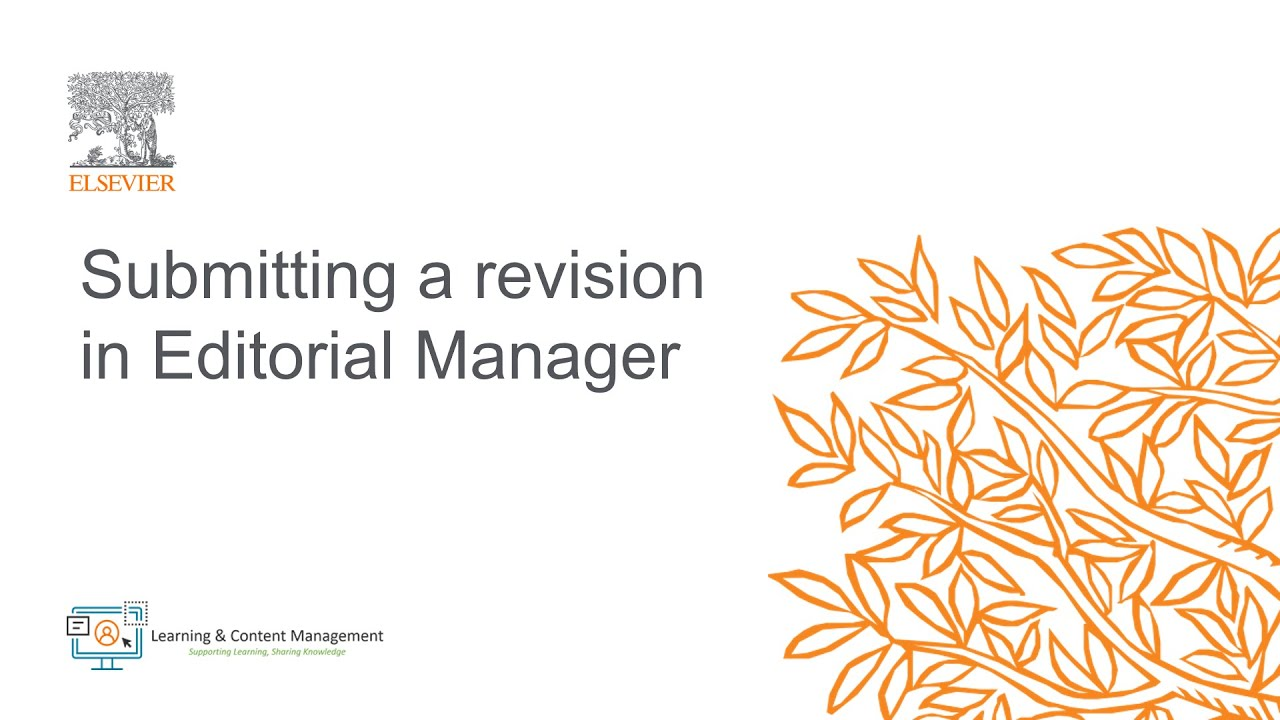 ELSEVIER
Submitting a revision
in Editorial Manager
Learning & Content Management
Supporting Learning, Sharing Knowledge